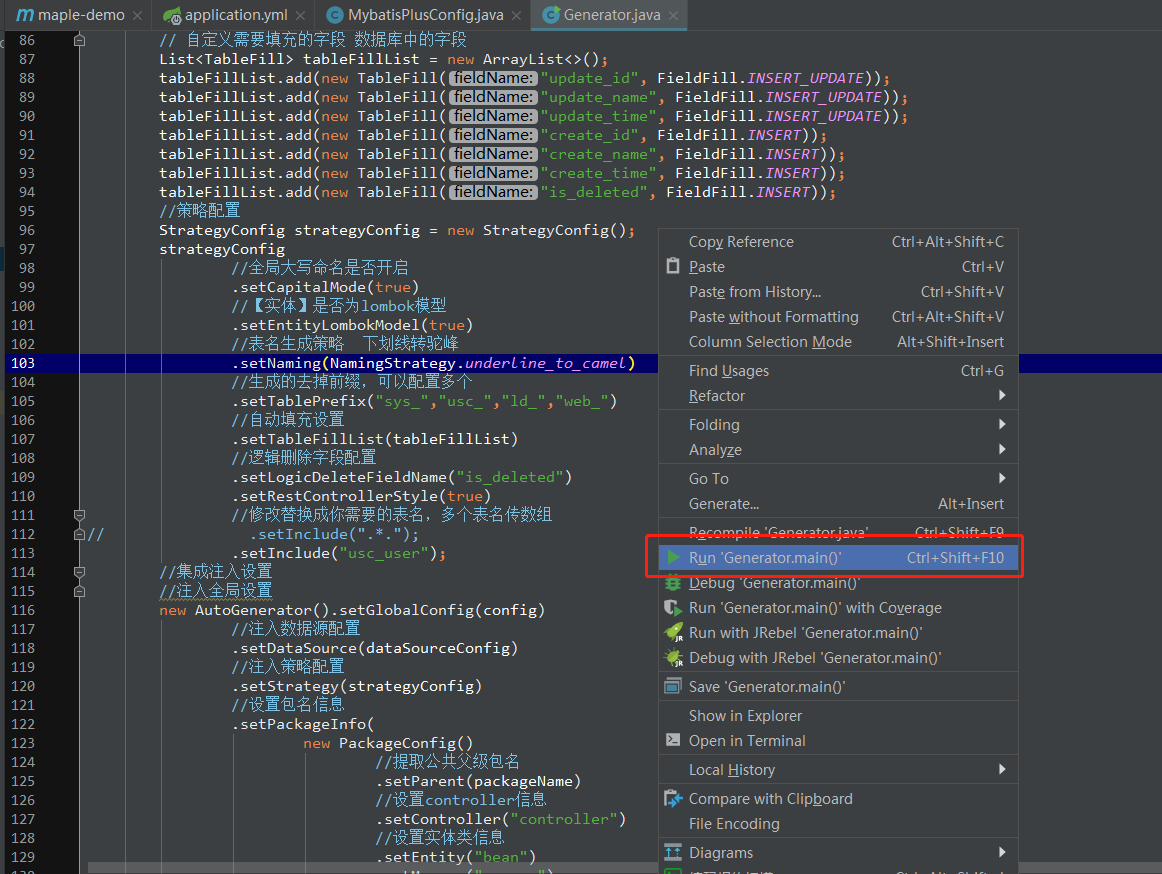 maple-demo application.yml MybatisPlusConfig.java Generator.java
86 // 自定义需要填充的字段 数据库中的字段
87 List<TableFill> tableFillList = new ArrayList<>();
88 tableFillList.add(new TableFill( fieldName: "update_id", FieldFill.INSERT_UPDATE));
89 tableFillList.add(new TableFill( fieldName: "update_name", FieldFill.INSERT_UPDATE));
90 tableFillList.add(new TableFill( fieldName: "update_time", FieldFill.INSERT_UPDATE));
91 tableFillList.add(new TableFill( fieldName: "create_id", FieldFill.INSERT));
92 tableFillList.add(new TableFill( fieldName: "create_name", FieldFill.INSERT));
93 tableFillList.add(new TableFill( fieldName: "create_time", FieldFill.INSERT));
94 tableFillList.add(new TableFill( fieldName: "is_deleted", FieldFill.INSERT));
95 //策略配置
96 StrategyConfig strategyConfig = new StrategyConfig();
97 strategyConfig
98 //全局大写命名是否开启
99 .setCapitalMode(true)
100 //【实体】是否为lombok模型
101 .setEntityLombokModel(true)
102 //表名生成策略 下划线转驼峰
103 .setNaming(NamingStrategy.underline_to_camel)
104 //生成的去掉前缀，可以配置多个
105 .setTablePrefix("sys_","usc_","ld_","web_")
106 //自动填充设置
107 .setTableFillList(tableFillList)
108 //逻辑删除字段配置
109 .setLogicDeleteFieldName("is_deleted")
110 .setRestControllerStyle(true)
111 //修改替换成你需要的表名，多个表名传数组
112 // .setInclude(".*.");
113 .setInclude("usc_user");
114 //集成注入设置
115 //注入全局设置
116 new AutoGenerator().setGlobalConfig(config)
117 //注入数据源配置
118 .setDataSource(dataSourceConfig)
119 //注入策略配置
120 .setStrategy(strategyConfig)
121 //设置包名信息
122 .setPackageInfo(
123 new PackageConfig()
124 //提取公共父级包名
125 .setParent(packageName)
126 //设置controller信息
127 .setController("controller")
128 //设置实体类信息
129 .setEntity("bean")
Copy Reference Ctrl+Alt+Shift+C
Paste Ctrl+V
Paste from History... Ctrl+Shift+V
Paste without Formatting Ctrl+Alt+Shift+V
Column Selection Mode Alt+Shift+Insert
Find Usages Ctrl+G
Refactor
Folding
Analyze
Go To
Generate... Alt+Insert
Recompile 'Generator.java' Ctrl+Shift+F9
Run 'Generator.main()' Ctrl+Shift+F10
Debug 'Generator.main()'
Run 'Generator.main()' with Coverage
Run with JRebel 'Generator.main()'
Debug with JRebel 'Generator.main()'
Save 'Generator.main()'
Show in Explorer
Open in Terminal
Local History
Compare with Clipboard
File Encoding
Diagrams